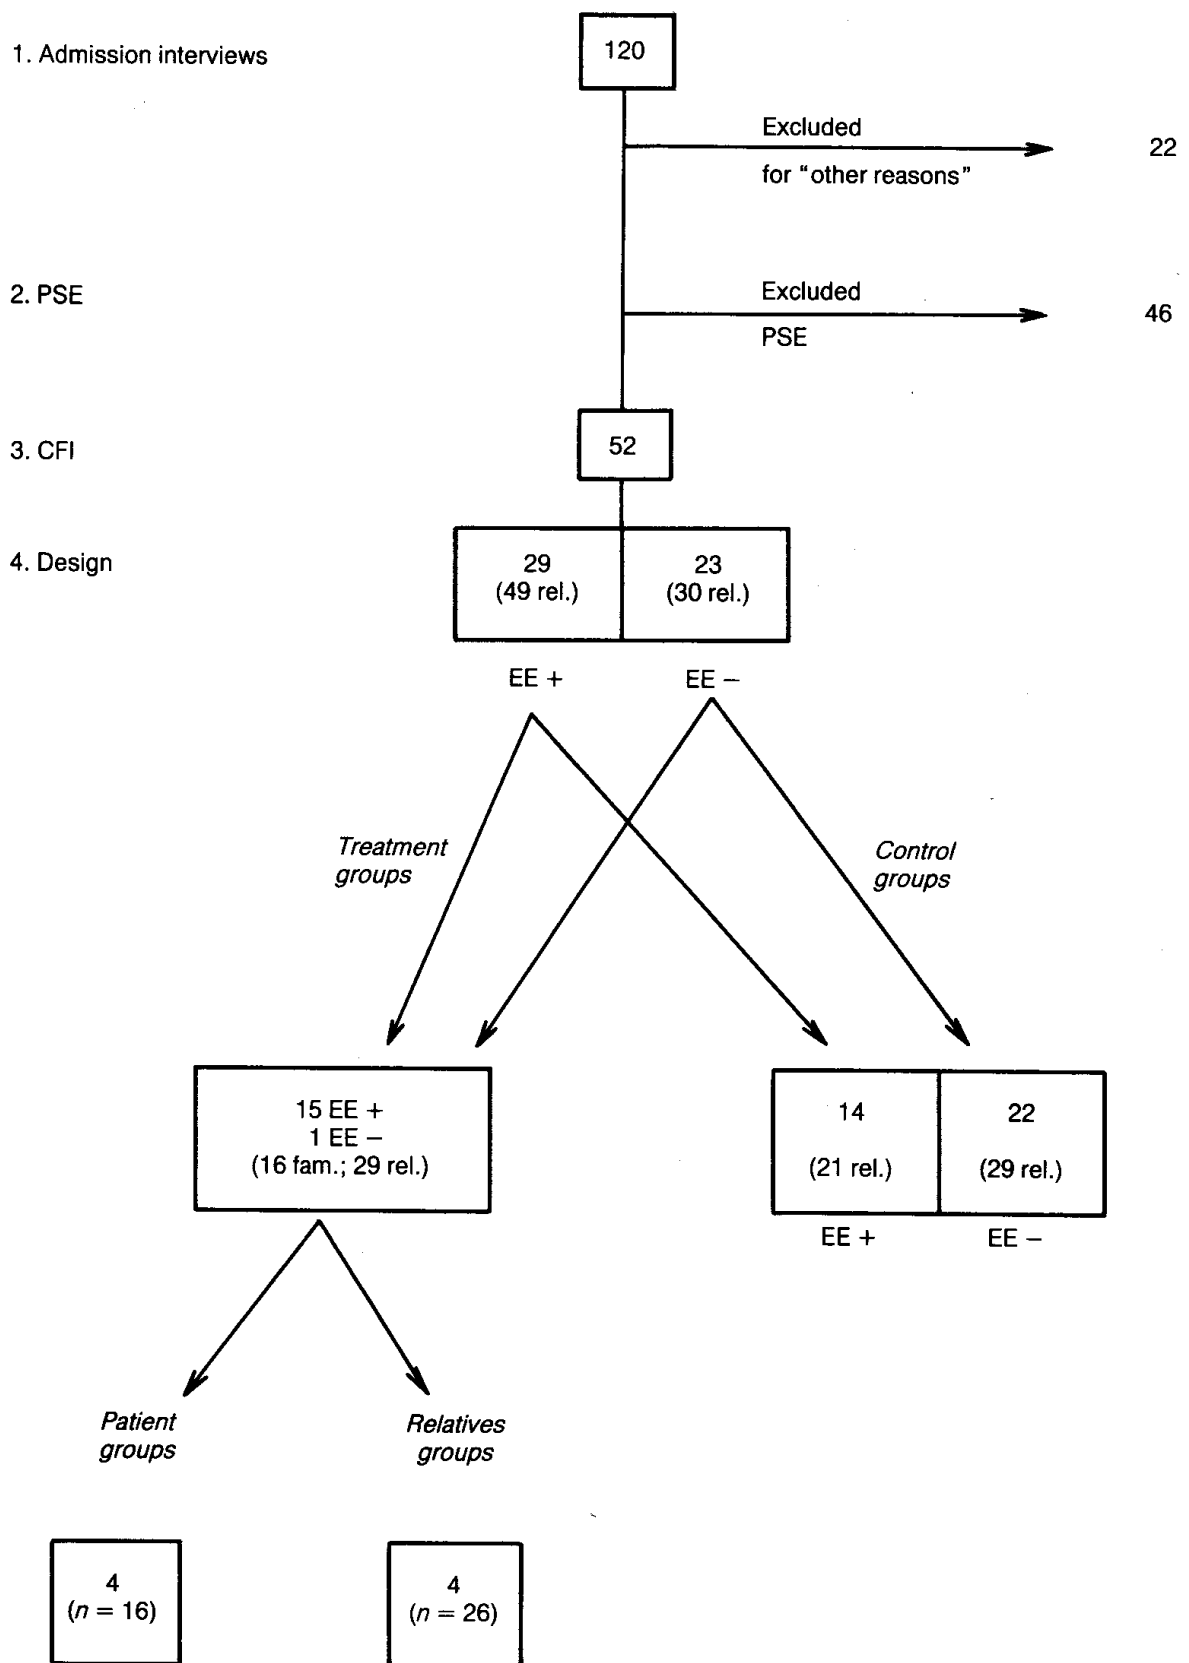 1. Admission interviews
120
Excluded
for “other reasons”
22
2. PSE
Excluded
PSE
46
3. CFI
52
4. Design
29
(49 rel.)
23
(30 rel.)
EE +
EE −
Treatment
groups
Control
groups
15 EE +
1 EE −
(16 fam.; 29 rel.)
14
(21 rel.)
22
(29 rel.)
EE +
EE −
Patient
groups
Relatives
groups
4
(n = 16)
4
(n = 26)